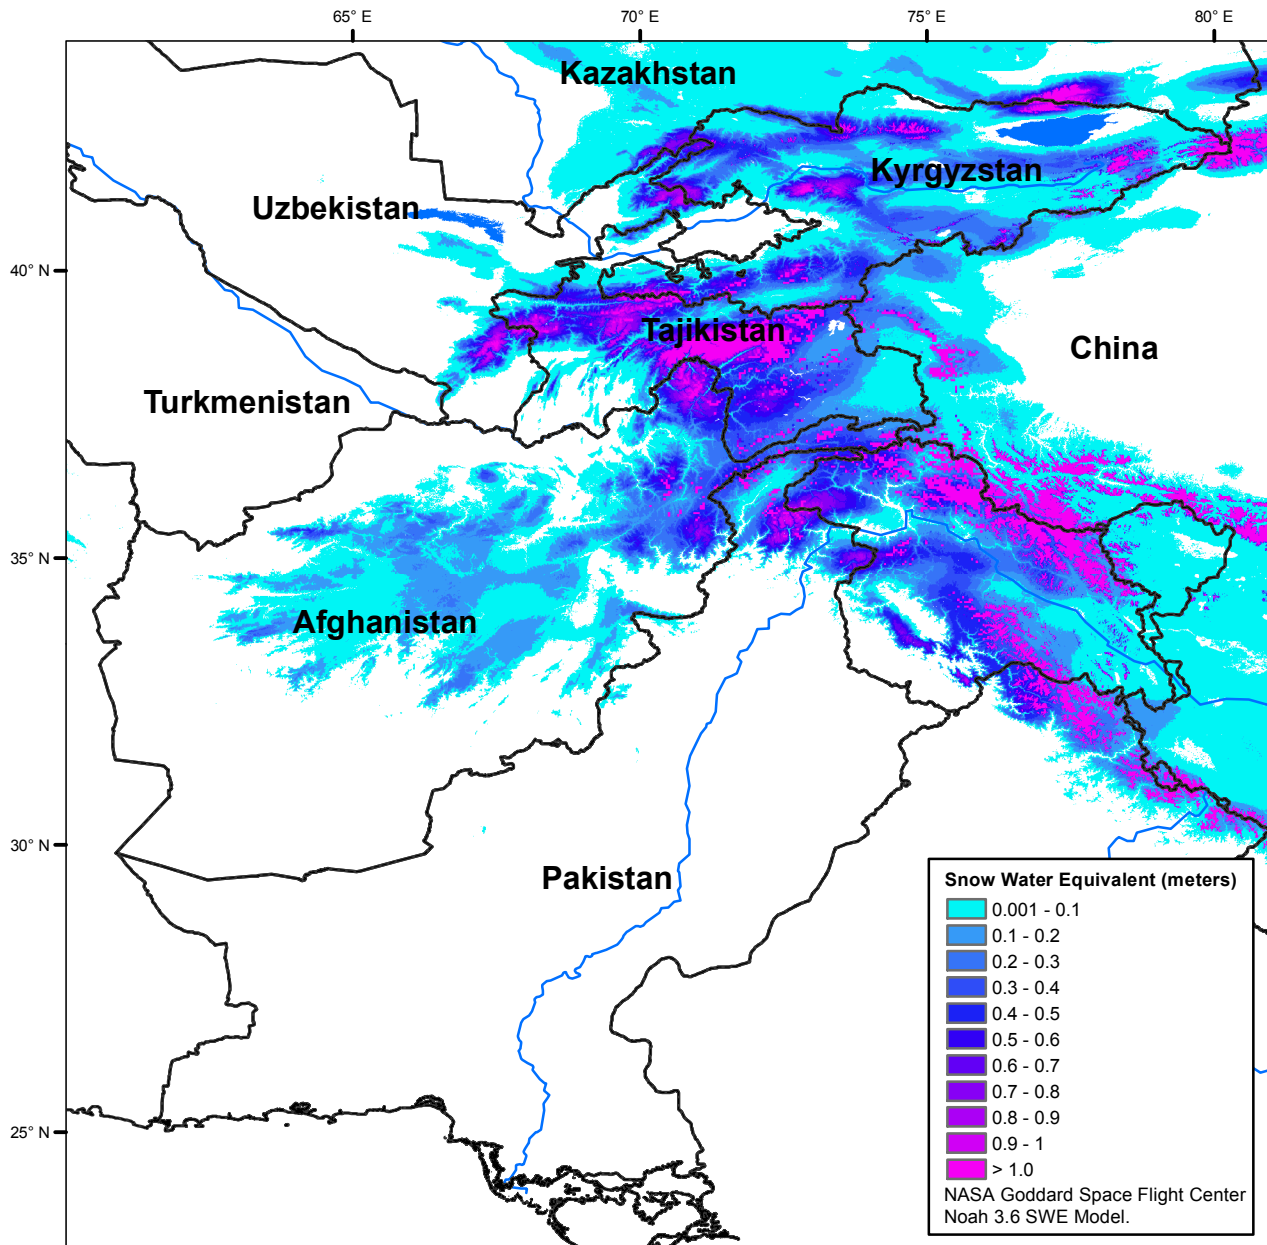 65° E
70° E
75° E
80° E
Kazakhstan
Kyrgyzstan
Uzbekistan
40° N
Tajikistan
China
Turkmenistan
35° N
Afghanistan
30° N
Pakistan
25° N
Snow Water Equivalent (meters)
0.001 - 0.1
0.1 - 0.2
0.2 - 0.3
0.3 - 0.4
0.4 - 0.5
0.5 - 0.6
0.6 - 0.7
0.7 - 0.8
0.8 - 0.9
0.9 - 1
> 1.0
NASA Goddard Space Flight Center
Noah 3.6 SWE Model.